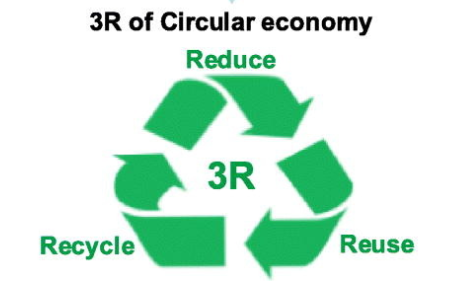 3R of Circular economy
Reduce
3R
Recycle
Reuse